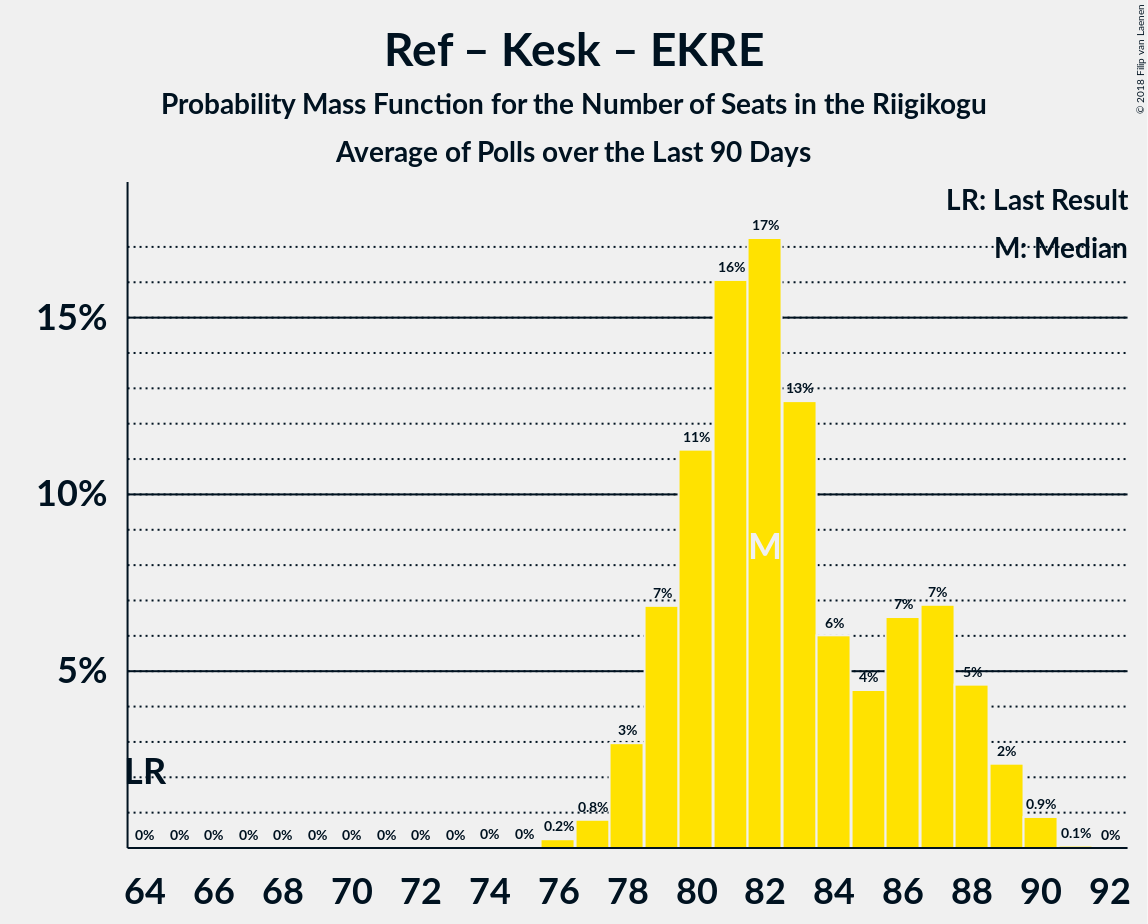 Ref – Kesk – EKRE
Probability Mass Function for the Number of Seats in the Riigikogu
Average of Polls over the Last 90 Days
© 2018 Filip van Laenen
LR: Last Result
M: Median
15%
10%
5%
LR
M
0% 0% 0% 0% 0% 0% 0% 0% 0% 0% 0% 0% 0.2% 0.8% 3% 7% 11% 16% 17% 13% 6% 4% 7% 7% 5% 2% 0.9% 0.1% 0%
64 66 68 70 72 74 76 78 80 82 84 86 88 90 92